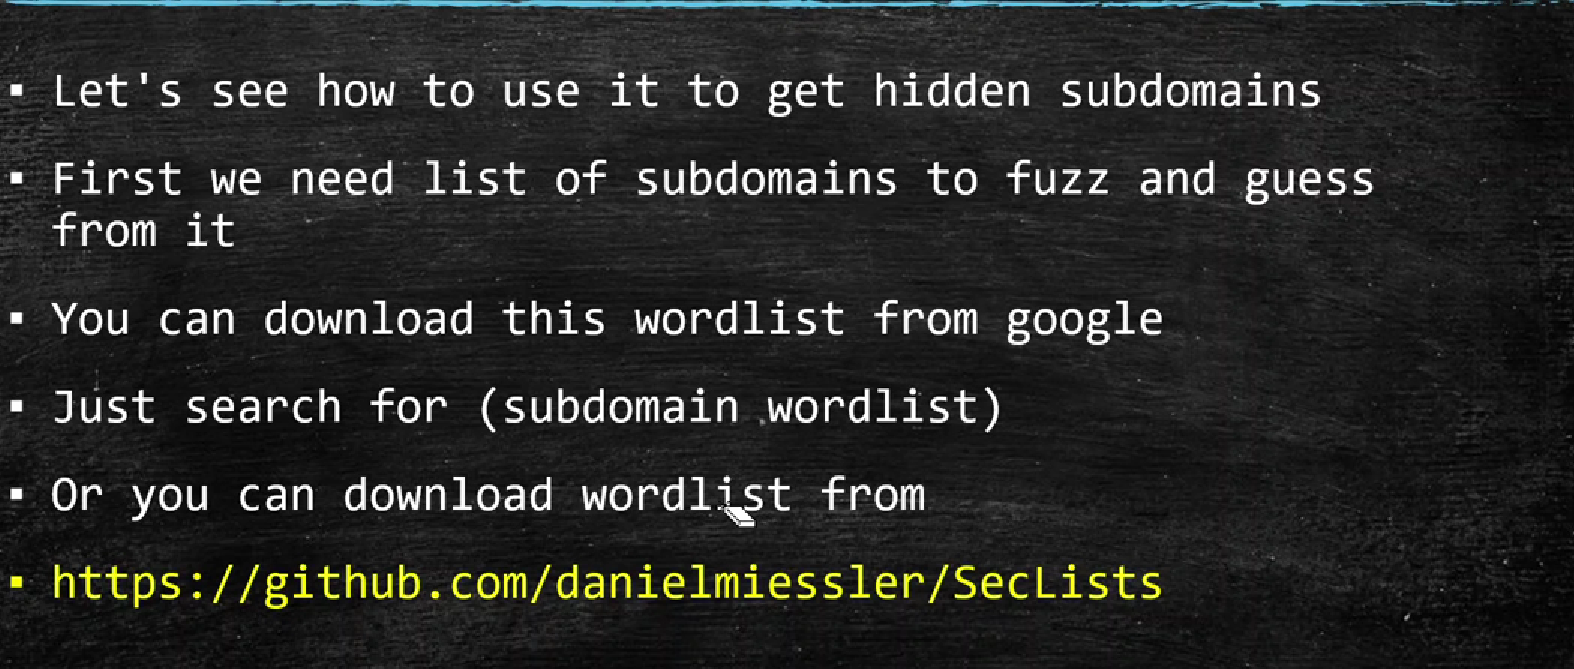 ▪ Let's see how to use it to get hidden subdomains
▪ First we need list of subdomains to fuzz and guess
from it
▪ You can download this wordlist from google
▪ Just search for (subdomain wordlist)
▪ Or you can download wordlist from
▪ https://github.com/danielmiessler/SecLists